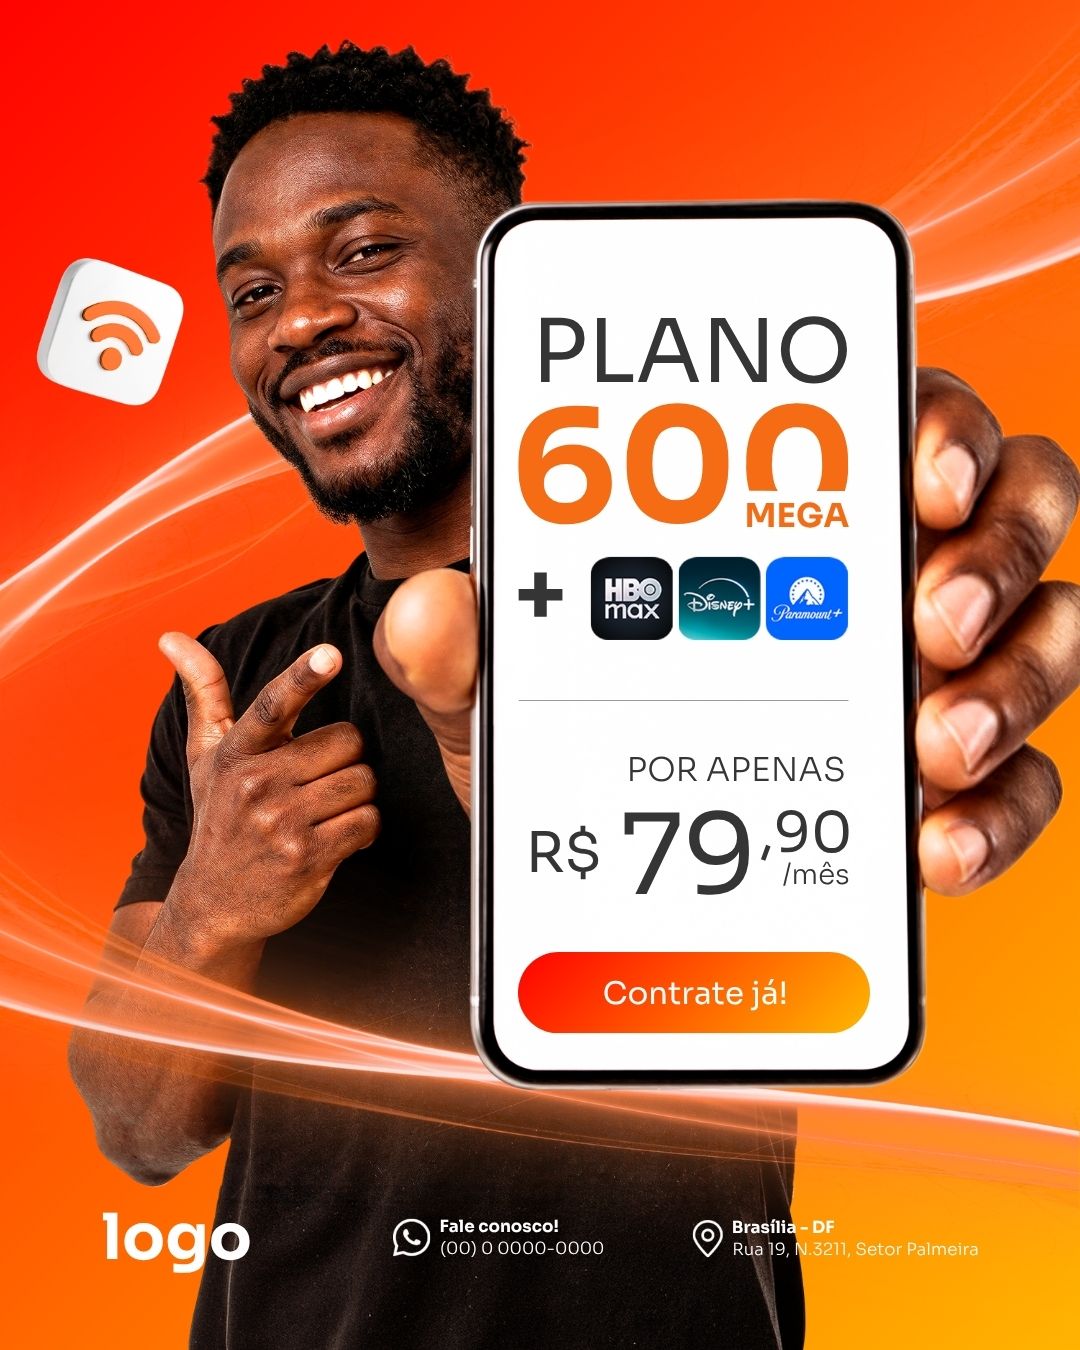 PLANO
600
MEGA
+ HBO max Disney+ Paramount+
POR APENAS
R$ 79,90
/mês
Contrate já!
logo
Fale conosco!
(00) 0 0000-0000
Brasília - DF
Rua 19, N.3211, Setor Palmeira